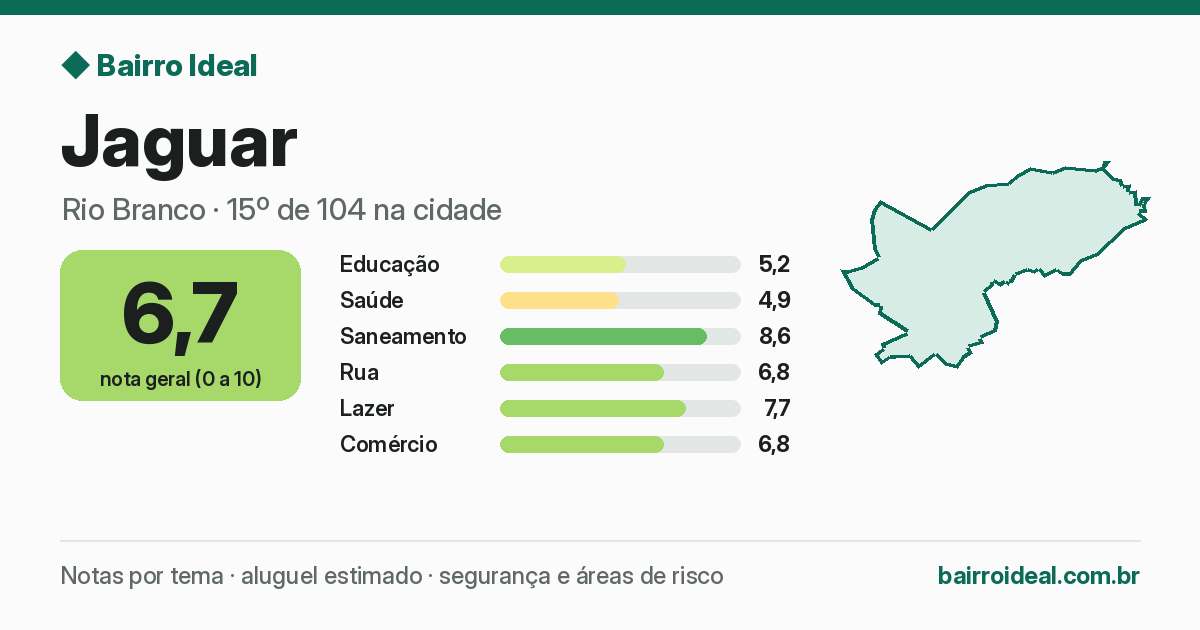 Bairro Ideal
Jaguar
Rio Branco · 15º de 104 na cidade
6,7
nota geral (0 a 10)
Educação 5,2
Saúde 4,9
Saneamento 8,6
Rua 6,8
Lazer 7,7
Comércio 6,8
Notas por tema · aluguel estimado · segurança e áreas de risco
bairroideal.com.br